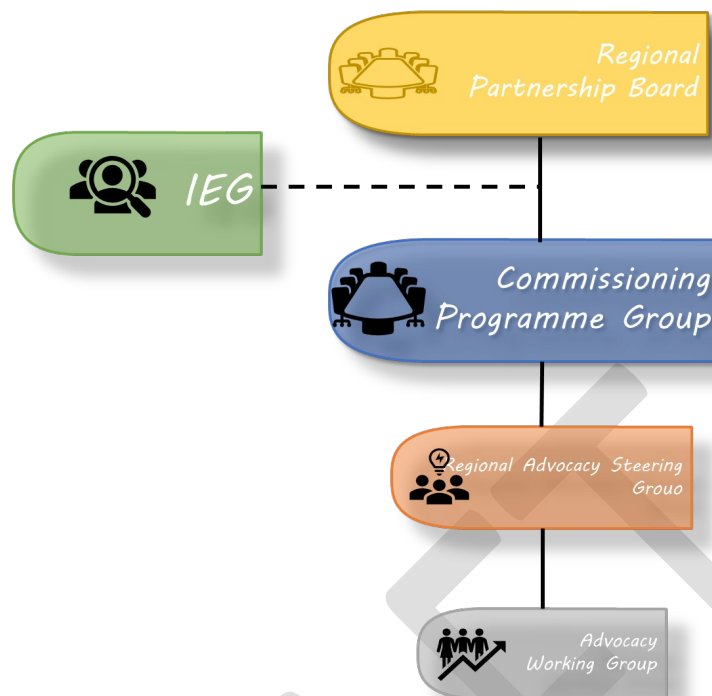 Regional
Partnership Board
IEG
Commissioning
Programme Group
Regional Advocacy Steering
Grouo
Advocacy
Working Group